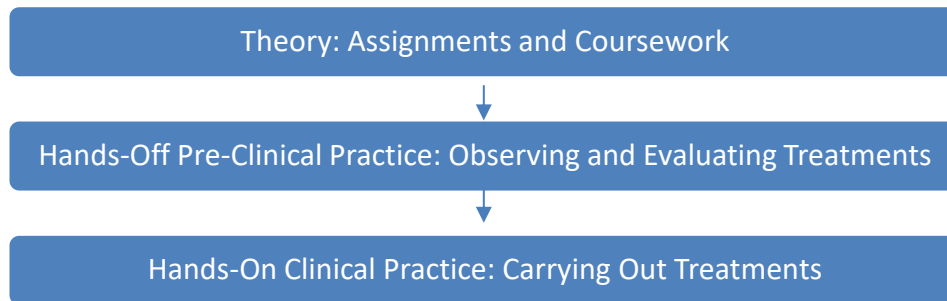 Theory: Assignments and Coursework
Hands-Off Pre-Clinical Practice: Observing and Evaluating Treatments
Hands-On Clinical Practice: Carrying Out Treatments